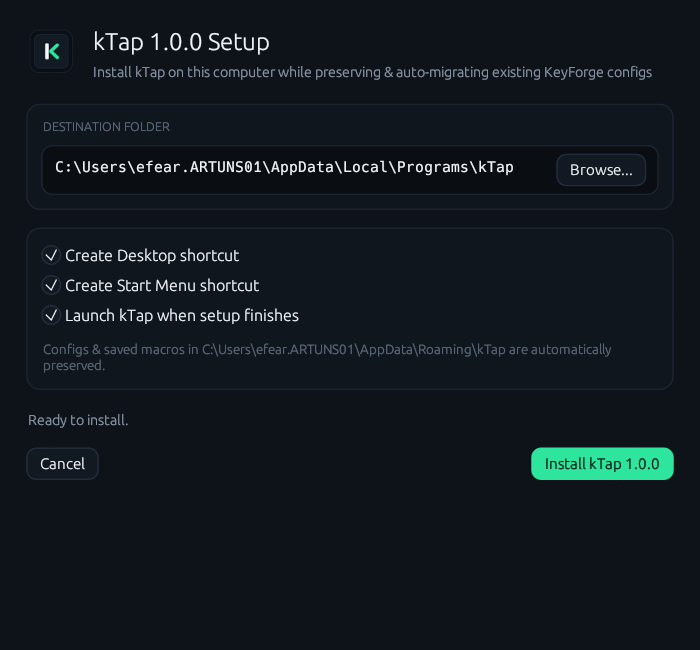 kTap 1.0.0 Setup
Install kTap on this computer while preserving & auto-migrating existing KeyForge configs
DESTINATION FOLDER
C:\Users\efear.ARTUNS01\AppData\Local\Programs\kTap
Browse...
Create Desktop shortcut
Create Start Menu shortcut
Launch kTap when setup finishes
Configs & saved macros in C:\Users\efear.ARTUNS01\AppData\Roaming\kTap are automatically
preserved.
Ready to install.
Cancel
Install kTap 1.0.0